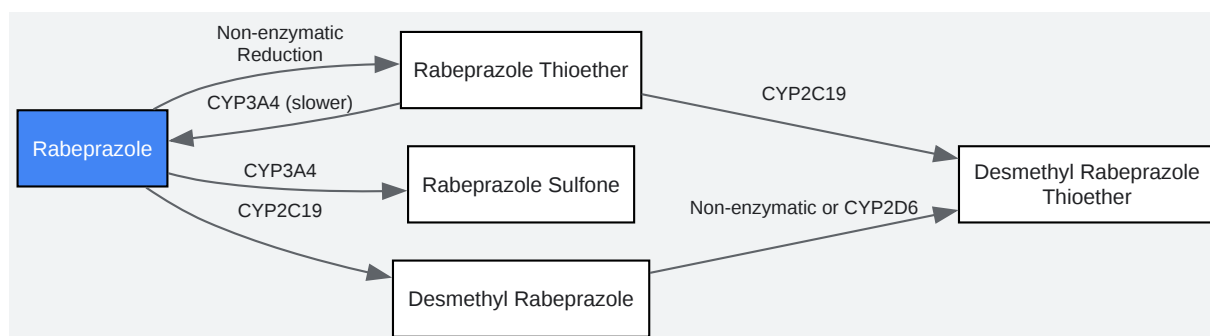 Non-enzymatic
Reduction
Rabeprazole Thioether
CYP3A4 (slower)
CYP2C19
Rabeprazole
CYP3A4
Rabeprazole Sulfone
Desmethyl Rabeprazole
Thioether
CYP2C19
Non-enzymatic or CYP2D6
Desmethyl Rabeprazole